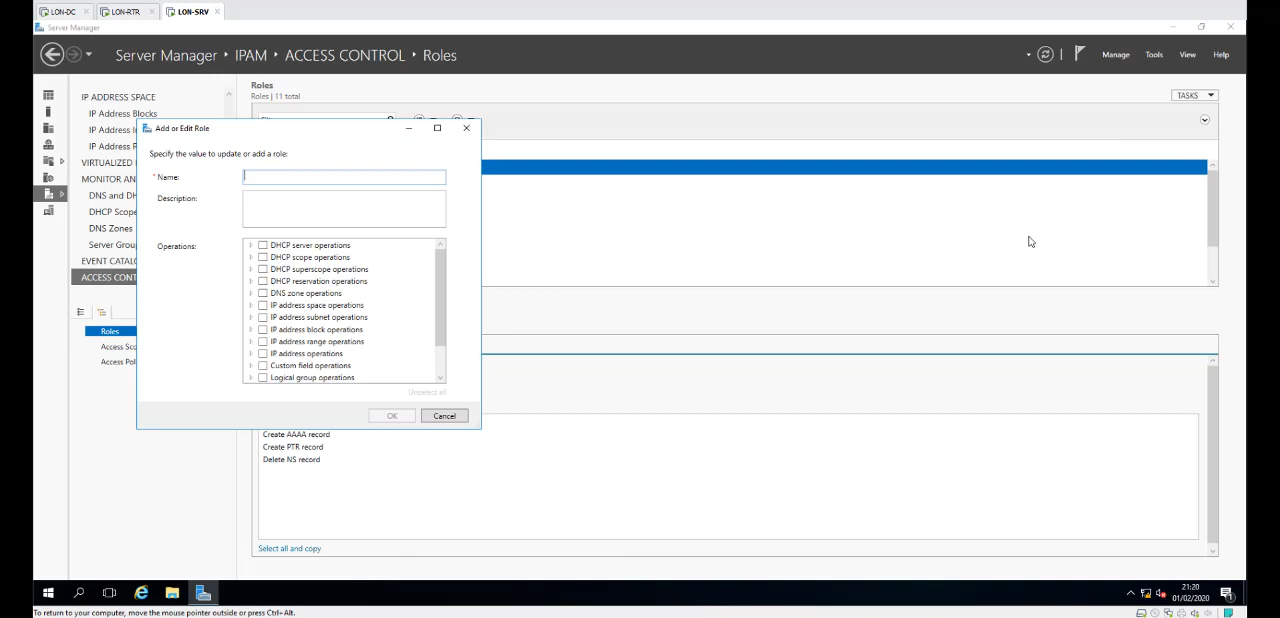 LON-DC
LON-RTR
LON-SRV
Server Manager
Server Manager
IPAM
ACCESS CONTROL
Roles
Manage
Tools
View
Help
IP ADDRESS SPACE
IP Address Blocks
IP Address
IP Address
VIRTUALIZED
MONITOR
DNS and
DHCP Scope
DNS Zones
Server Group
EVENT
ACCESS
Roles
Access
Access
Roles
Roles | 11 total
TASKS
Add or Edit Role
Specify the value to update or add a role:
* Name:
Description:
Operations:
DHCP server operations
DHCP scope operations
DHCP superscope operations
DHCP reservation operations
DNS zone operations
IP address space operations
IP address subnet operations
IP address block operations
IP address range operations
IP address operations
Custom field operations
Logical group operations
Unselect all
OK
Cancel
Create AAAA record
Create PTR record
Delete NS record
Select all and copy
21:20
01/02/2020
To return to your computer, move the mouse pointer outside or press Ctrl+Alt.